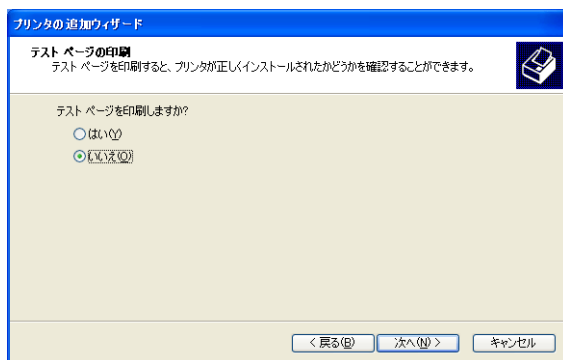 プリンタの追加ウィザード
テスト ページの印刷
テスト ページを印刷すると、プリンタが正しくインストールされたかどうかを確認することができます。
テスト ページを印刷しますか?
はい(Y)
いいえ(O)
< 戻る(B)
次へ(N) >
キャンセル